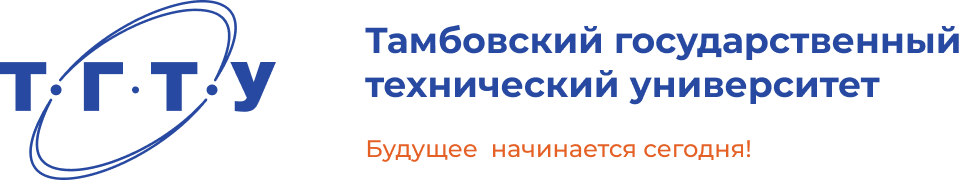 Т·Г·Т·У
Тамбовский государственный
технический университет
Будущее начинается сегодня!